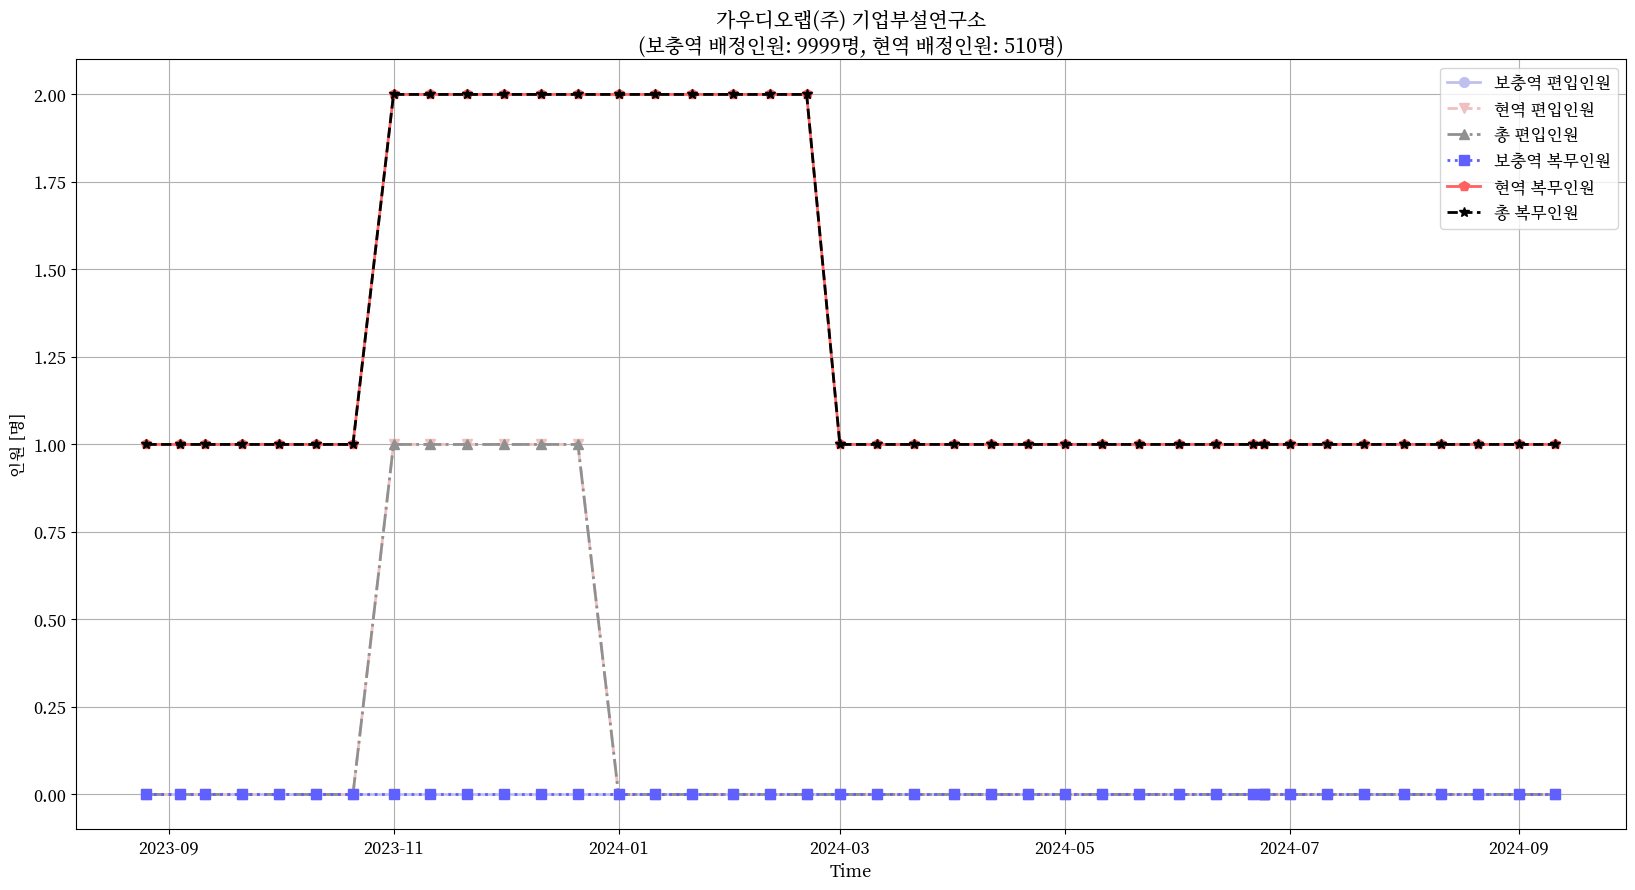 가우디오랩(주) 기업부설연구소
(보충역 배정인원: 9999명, 현역 배정인원: 510명)
보충역 편입인원
현역 편입인원
총 편입인원
보충역 복무인원
현역 복무인원
총 복무인원
인원 [명]
2.00
1.75
1.50
1.25
1.00
0.75
0.50
0.25
0.00
2023-09
2023-11
2024-01
2024-03
2024-05
2024-07
2024-09
Time